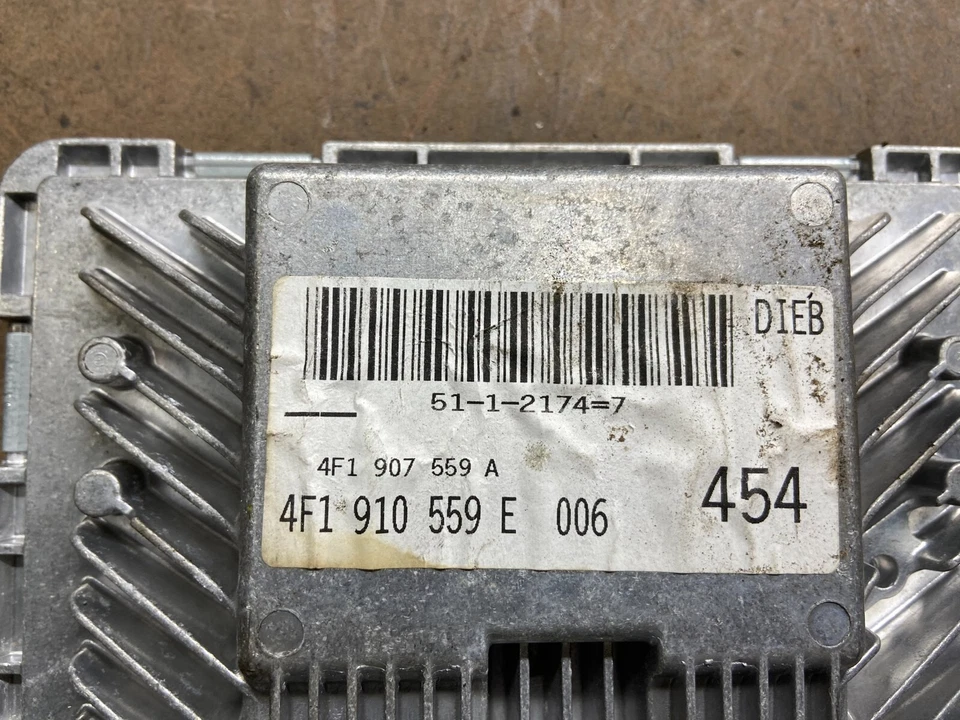 DIEB
51-1-2174=7
4F1 907 559 A
4F1 910 559 E 006
454